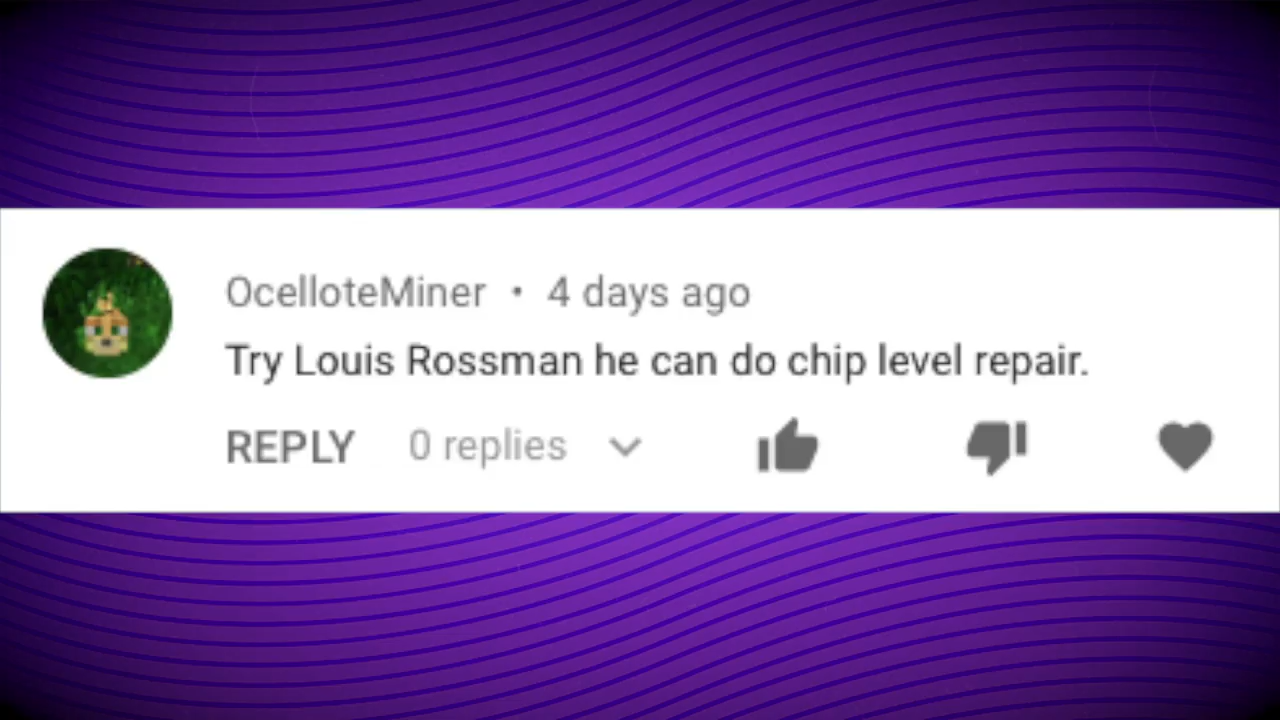 OcelloteMiner • 4 days ago
Try Louis Rossman he can do chip level repair.
REPLY 0 replies